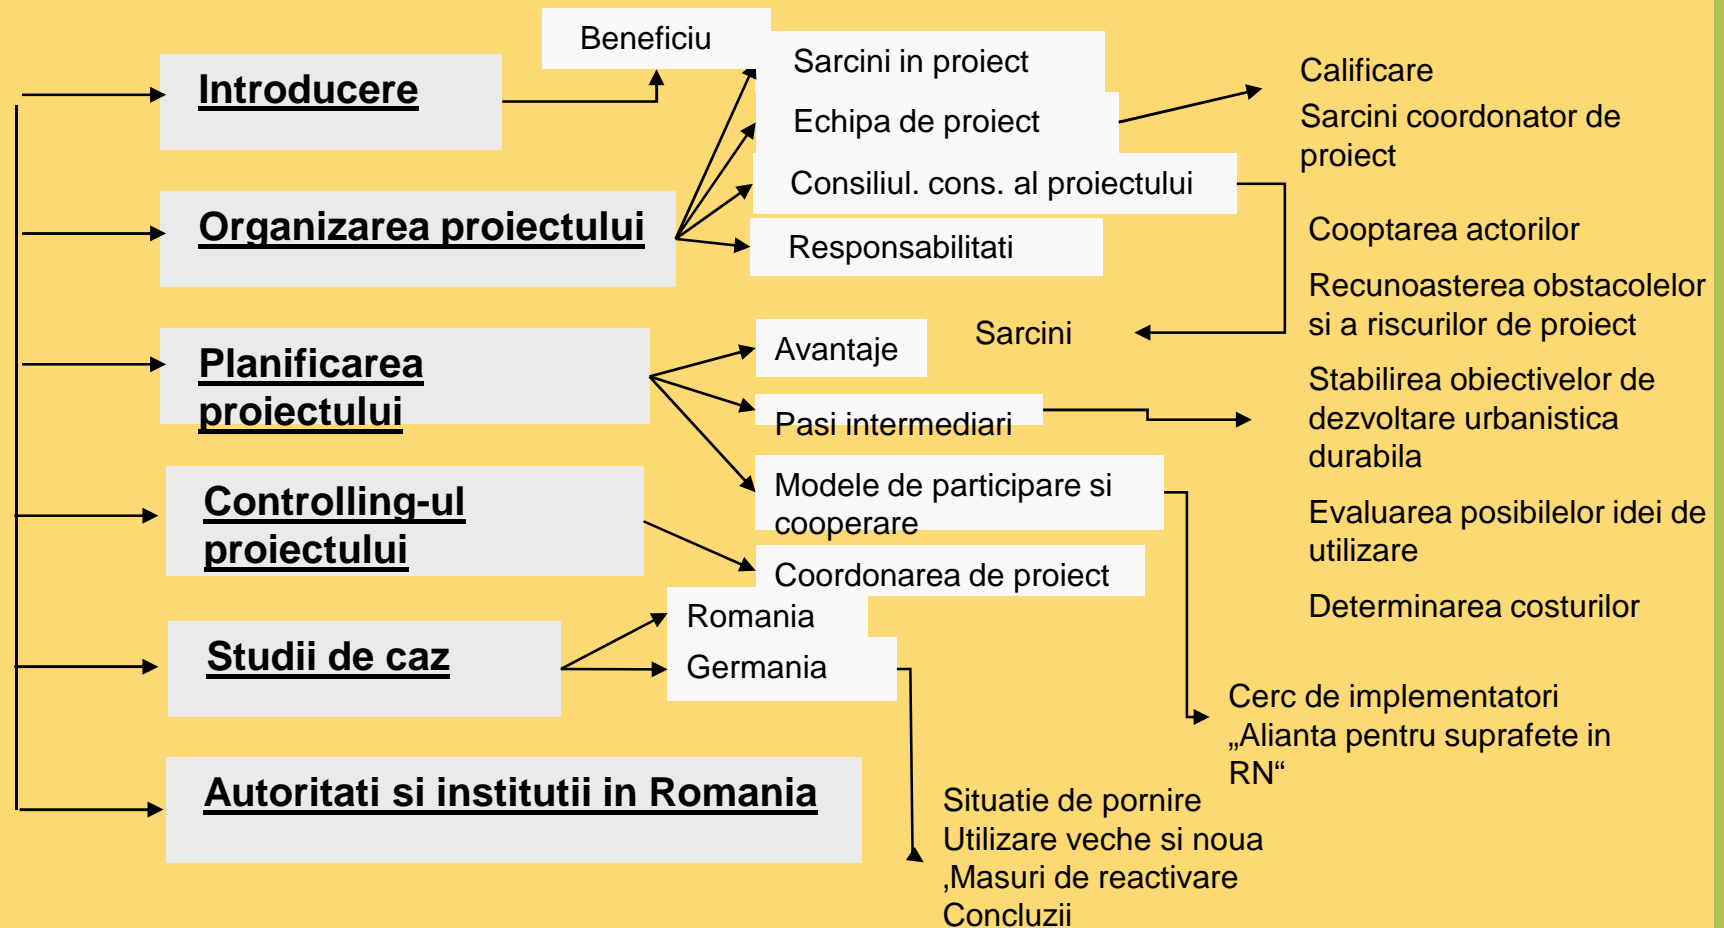 Beneficiu
Introducere
Sarcini in proiect
Echipa de proiect
Calificare
Sarcini coordonator de
proiect
Consiliul. cons. al proiectului
Organizarea proiectului
Responsabilitati
Cooptarea actorilor
Recunoasterea obstacolelor
si a riscurilor de proiect
Stabilirea obiectivelor de
dezvoltare urbanistica
durabila
Evaluarea posibilelor idei de
utilizare
Determinarea costurilor
Sarcini
Planificarea
proiectului
Avantaje
Pasi intermediari
Modele de participare si
cooperare
Controlling-ul
proiectului
Coordonarea de proiect
Studii de caz
Romania
Germania
Cerc de implementatori
„Alianta pentru suprafete in
RN“
Autoritati si institutii in Romania
Situatie de pornire
Utilizare veche si noua
‚Masuri de reactivare
Concluzii